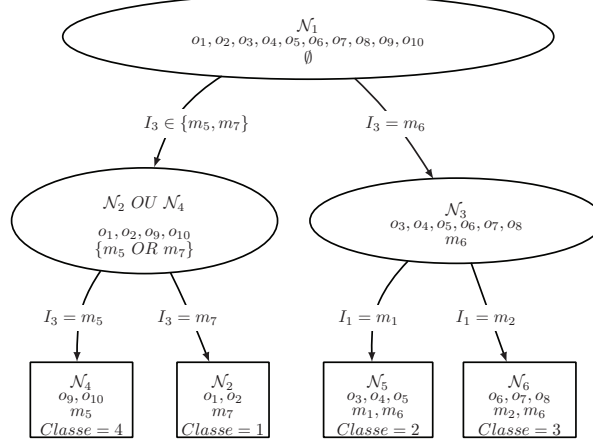 𝒩₁
o₁, o₂, o₃, o₄, o₅, o₆, o₇, o₈, o₉, o₁₀
∅
I₃ ∈ {m₅, m₇}
I₃ = m₆
𝒩₂ OU 𝒩₄
o₁, o₂, o₉, o₁₀
{m₅ OR m₇}
𝒩₃
o₃, o₄, o₅, o₆, o₇, o₈
m₆
I₃ = m₅
I₃ = m₇
I₁ = m₁
I₁ = m₂
𝒩₄
o₉, o₁₀
m₅
Classe = 4
𝒩₂
o₁, o₂
m₇
Classe = 1
𝒩₅
o₃, o₄, o₅
m₁, m₆
Classe = 2
𝒩₆
o₆, o₇, o₈
m₂, m₆
Classe = 3